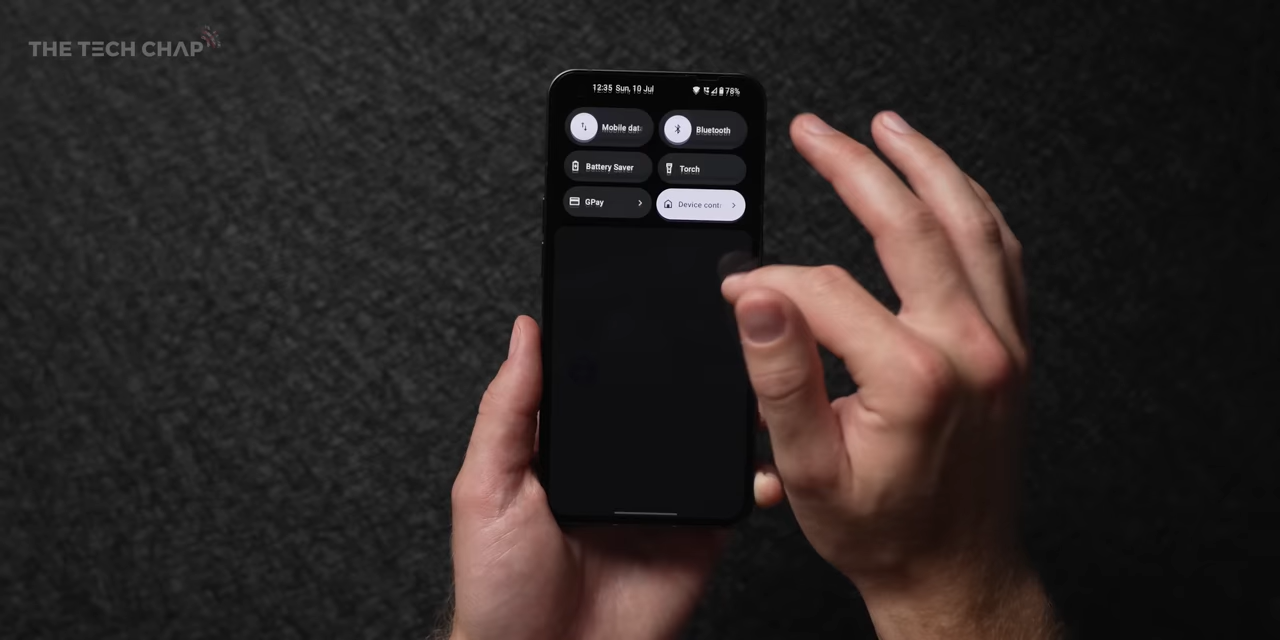 THE TECH CHAP
12:35 Sun, 10 Jul 78%
Mobile dat
Bluetooth
Battery Saver
Torch
GPay
Device cont